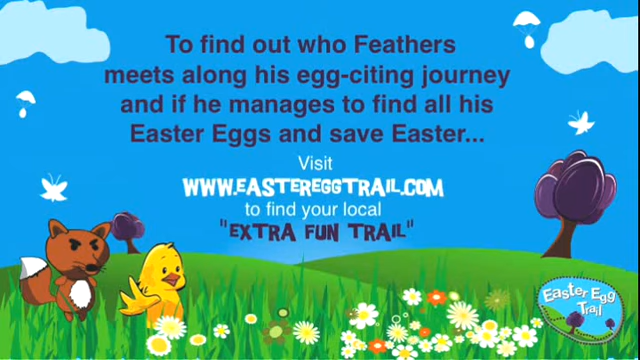 To find out who Feathers
meets along his egg-citing journey
and if he manages to find all his
Easter Eggs and save Easter...
Visit
WWW.EASTEREGGTRAIL.COM
to find your local
"EXTRA FUN TRAIL"
Easter Egg
Trail